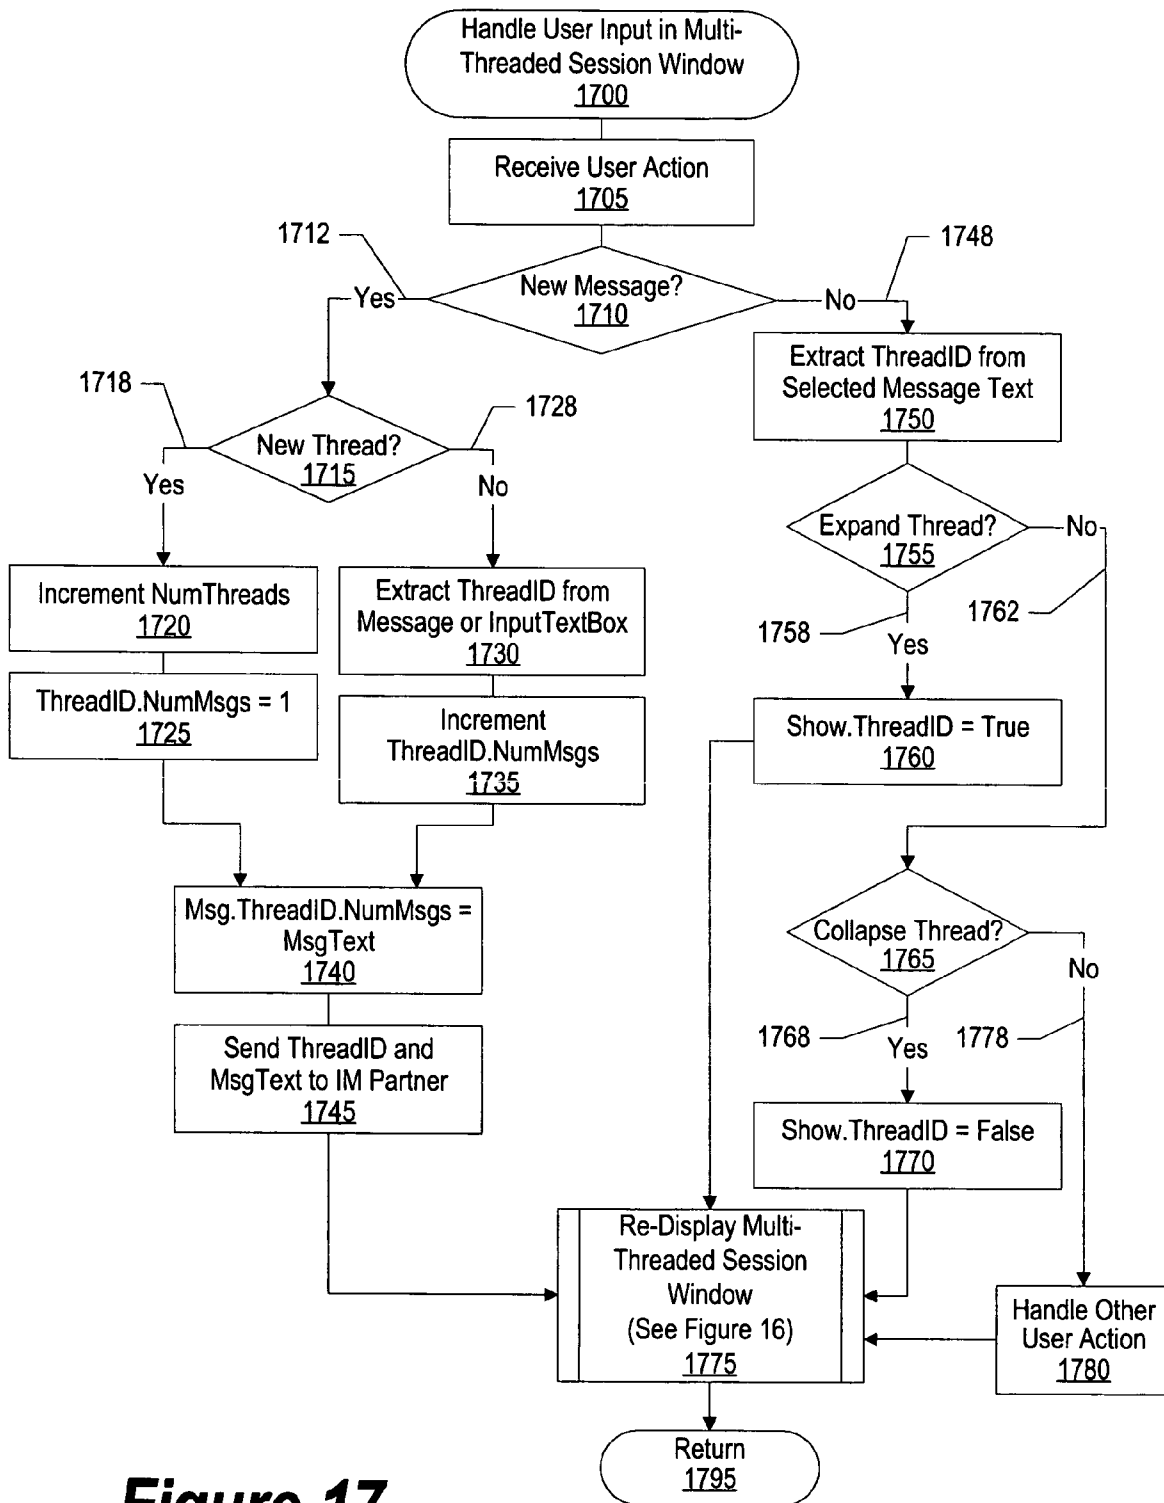 Handle User Input in Multi-
Threaded Session Window
1700
Receive User Action
1705
1712
1748
New Message?
1710
Yes
No
Extract ThreadID from
Selected Message Text
1750
1718
1728
New Thread?
1715
Yes
No
Expand Thread?
1755
No
1762
1758
Yes
Increment NumThreads
1720
Extract ThreadID from
Message or InputTextBox
1730
ThreadID.NumMsgs = 1
1725
Increment
ThreadID.NumMsgs
1735
Show.ThreadID = True
1760
Msg.ThreadID.NumMsgs =
MsgText
1740
Collapse Thread?
1765
No
1768
Yes
1778
Send ThreadID and
MsgText to IM Partner
1745
Show.ThreadID = False
1770
Re-Display Multi-
Threaded Session
Window
(See Figure 16)
1775
Handle Other
User Action
1780
Return
1795
Figure 17